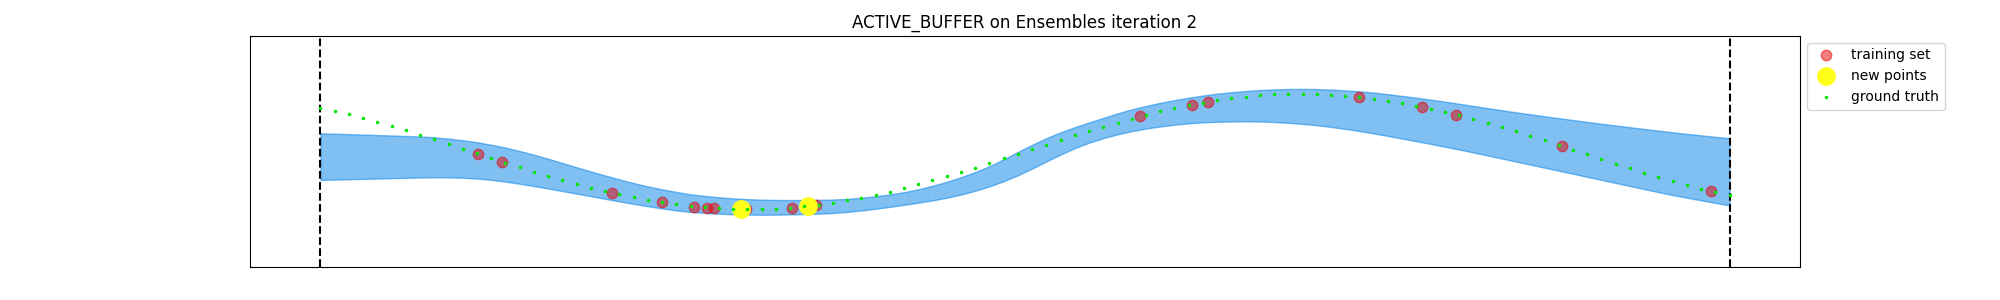 ACTIVE_BUFFER on Ensembles iteration 2
training set
new points
ground truth